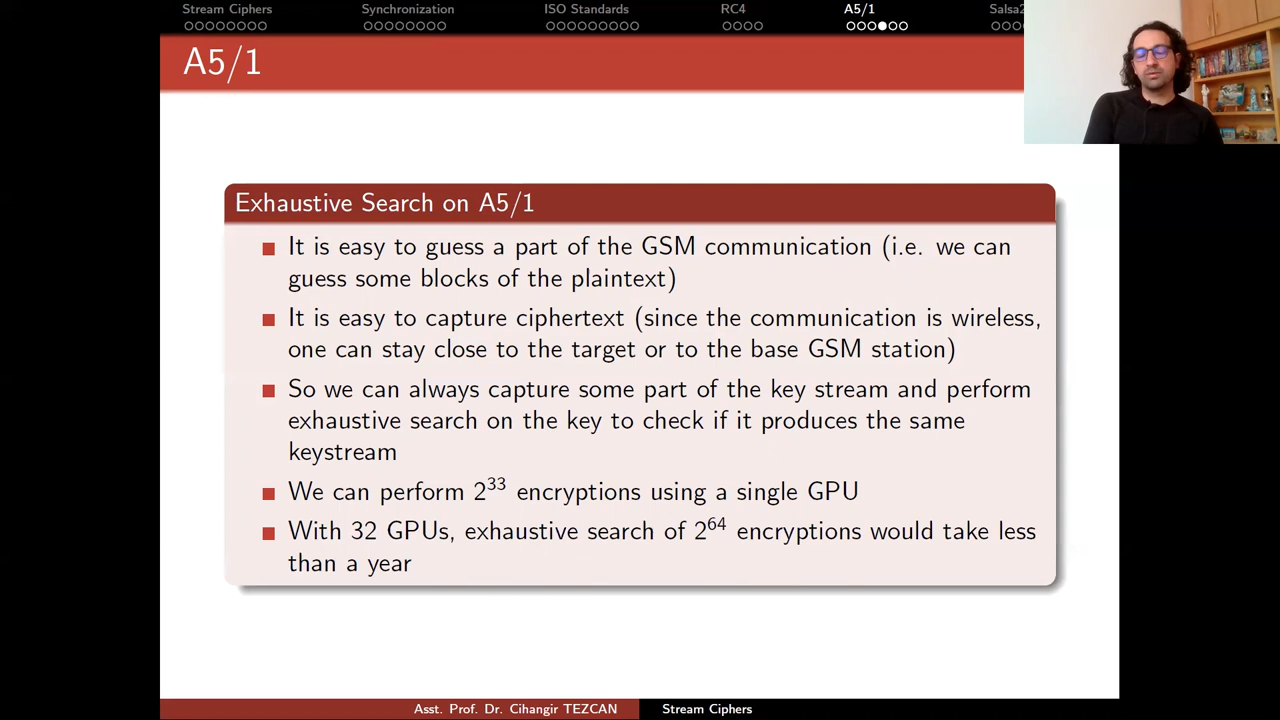 Stream Ciphers Synchronization ISO Standards RC4 A5/1 Salsa2
A5/1
Exhaustive Search on A5/1
It is easy to guess a part of the GSM communication (i.e. we can
guess some blocks of the plaintext)
It is easy to capture ciphertext (since the communication is wireless,
one can stay close to the target or to the base GSM station)
So we can always capture some part of the key stream and perform
exhaustive search on the key to check if it produces the same
keystream
We can perform 2³³ encryptions using a single GPU
With 32 GPUs, exhaustive search of 2⁶⁴ encryptions would take less
than a year
Asst. Prof. Dr. Cihangir TEZCAN Stream Ciphers